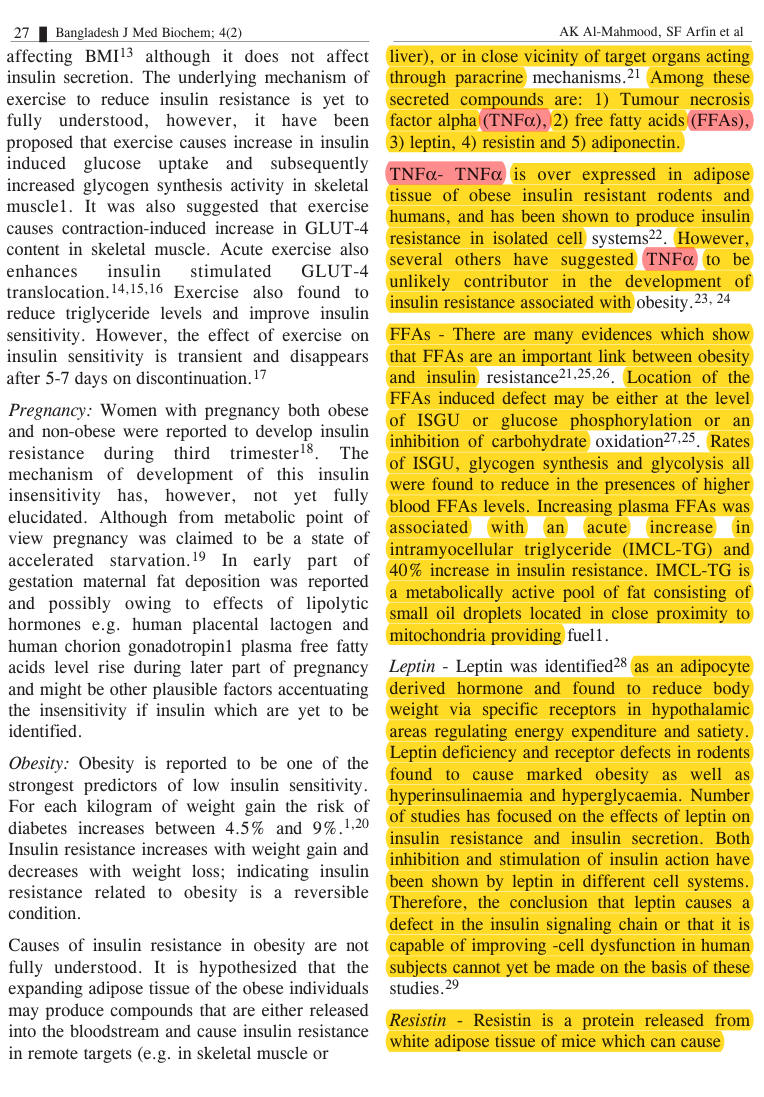 27 Bangladesh J Med Biochem; 4(2)
AK Al-Mahmood, SF Arfin et al
affecting BMI13 although it does not affect
insulin secretion. The underlying mechanism of
exercise to reduce insulin resistance is yet to
fully understood, however, it have been
proposed that exercise causes increase in insulin
induced glucose uptake and subsequently
increased glycogen synthesis activity in skeletal
muscle1. It was also suggested that exercise
causes contraction-induced increase in GLUT-4
content in skeletal muscle. Acute exercise also
enhances insulin stimulated GLUT-4
translocation.14,15,16 Exercise also found to
reduce triglyceride levels and improve insulin
sensitivity. However, the effect of exercise on
insulin sensitivity is transient and disappears
after 5-7 days on discontinuation.17
Pregnancy: Women with pregnancy both obese
and non-obese were reported to develop insulin
resistance during third trimester18. The
mechanism of development of this insulin
insensitivity has, however, not yet fully
elucidated. Although from metabolic point of
view pregnancy was claimed to be a state of
accelerated starvation.19 In early part of
gestation maternal fat deposition was reported
and possibly owing to effects of lipolytic
hormones e.g. human placental lactogen and
human chorion gonadotropin1 plasma free fatty
acids level rise during later part of pregnancy
and might be other plausible factors accentuating
the insensitivity if insulin which are yet to be
identified.
Obesity: Obesity is reported to be one of the
strongest predictors of low insulin sensitivity.
For each kilogram of weight gain the risk of
diabetes increases between 4.5% and 9%.1,20
Insulin resistance increases with weight gain and
decreases with weight loss; indicating insulin
resistance related to obesity is a reversible
condition.
Causes of insulin resistance in obesity are not
fully understood. It is hypothesized that the
expanding adipose tissue of the obese individuals
may produce compounds that are either released
into the bloodstream and cause insulin resistance
in remote targets (e.g. in skeletal muscle or
liver), or in close vicinity of target organs acting
through paracrine mechanisms.21 Among these
secreted compounds are: 1) Tumour necrosis
factor alpha (TNFα), 2) free fatty acids (FFAs),
3) leptin, 4) resistin and 5) adiponectin.
TNFα- TNFα is over expressed in adipose
tissue of obese insulin resistant rodents and
humans, and has been shown to produce insulin
resistance in isolated cell systems22. However,
several others have suggested TNFα to be
unlikely contributor in the development of
insulin resistance associated with obesity.23, 24
FFAs - There are many evidences which show
that FFAs are an important link between obesity
and insulin resistance21,25,26. Location of the
FFAs induced defect may be either at the level
of ISGU or glucose phosphorylation or an
inhibition of carbohydrate oxidation27,25. Rates
of ISGU, glycogen synthesis and glycolysis all
were found to reduce in the presences of higher
blood FFAs levels. Increasing plasma FFAs was
associated with an acute increase in
intramyocellular triglyceride (IMCL-TG) and
40% increase in insulin resistance. IMCL-TG is
a metabolically active pool of fat consisting of
small oil droplets located in close proximity to
mitochondria providing fuel1.
Leptin - Leptin was identified28 as an adipocyte
derived hormone and found to reduce body
weight via specific receptors in hypothalamic
areas regulating energy expenditure and satiety.
Leptin deficiency and receptor defects in rodents
found to cause marked obesity as well as
hyperinsulinaemia and hyperglycaemia. Number
of studies has focused on the effects of leptin on
insulin resistance and insulin secretion. Both
inhibition and stimulation of insulin action have
been shown by leptin in different cell systems.
Therefore, the conclusion that leptin causes a
defect in the insulin signaling chain or that it is
capable of improving -cell dysfunction in human
subjects cannot yet be made on the basis of these
studies.29
Resistin - Resistin is a protein released from
white adipose tissue of mice which can cause